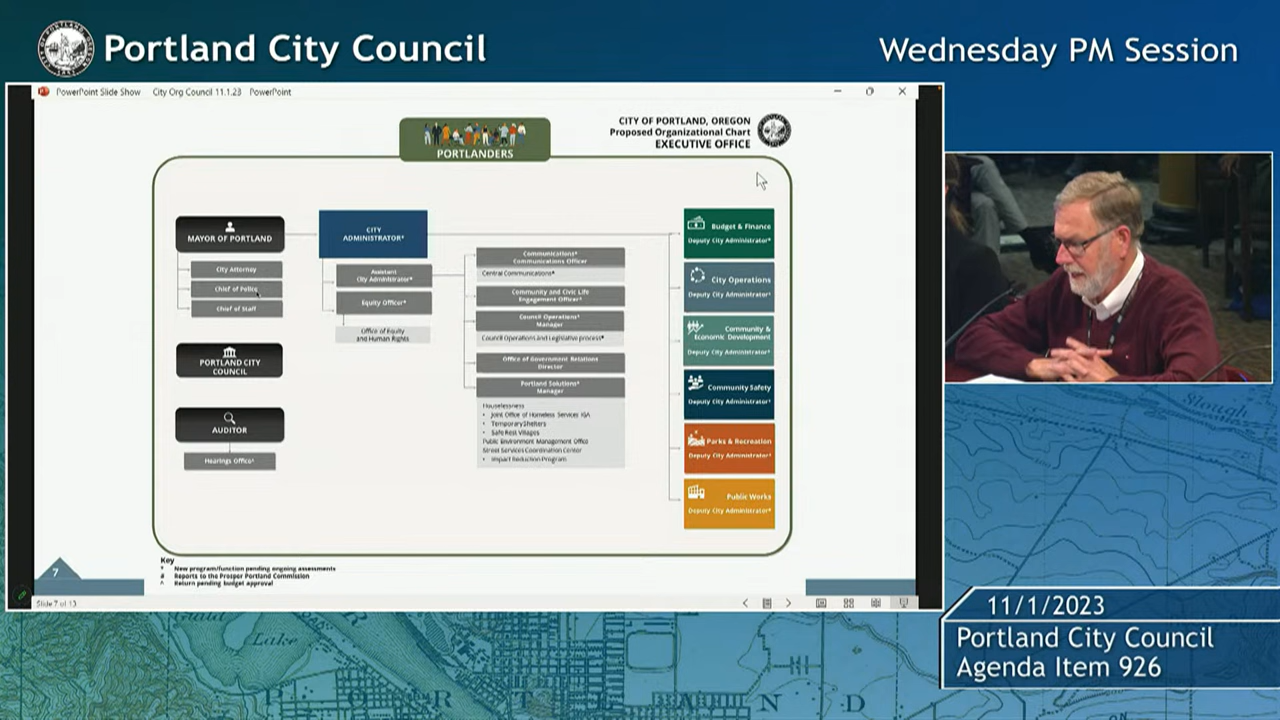 Portland City Council
Wednesday PM Session
PowerPoint Slide Show
City Org Council 11.1.23
PowerPoint
CITY OF PORTLAND, OREGON
Proposed Organizational Chart
EXECUTIVE OFFICE
PORTLANDERS
MAYOR OF PORTLAND
City Attorney
Chief of Police
Chief of Staff
PORTLAND CITY
COUNCIL
AUDITOR
Hearings Office^
CITY
ADMINISTRATOR*
Assistant
City Administrator*
Equity Officer*
Office of Equity
and Human Rights
Communications*
Communications Officer
Central Communications*
Community and Civic Life
Engagement Officer*
Council Operations*
Manager
Council Operations and Legislative process*
Office of Government Relations
Director
Portland Solutions*
Manager
Houselessness
• Joint Office of Homeless Services IGA
• Temporary Shelters
• Safe Rest Villages
Public Environment Management Office
Street Services Coordination Center
• Impact Reduction Program
Budget & Finance
Deputy City Administrator*
City Operations
Deputy City Administrator*
Community &
Economic Development
Deputy City Administrator*
Community Safety
Deputy City Administrator*
Parks & Recreation
Deputy City Administrator*
Public Works
Deputy City Administrator*
Key
* New program/function pending ongoing assessments
# Reports to the Prosper Portland Commission
^ Return pending budget approval
7
Slide 7 of 13
11/1/2023
Portland City Council
Agenda Item 926
Lake
Slough